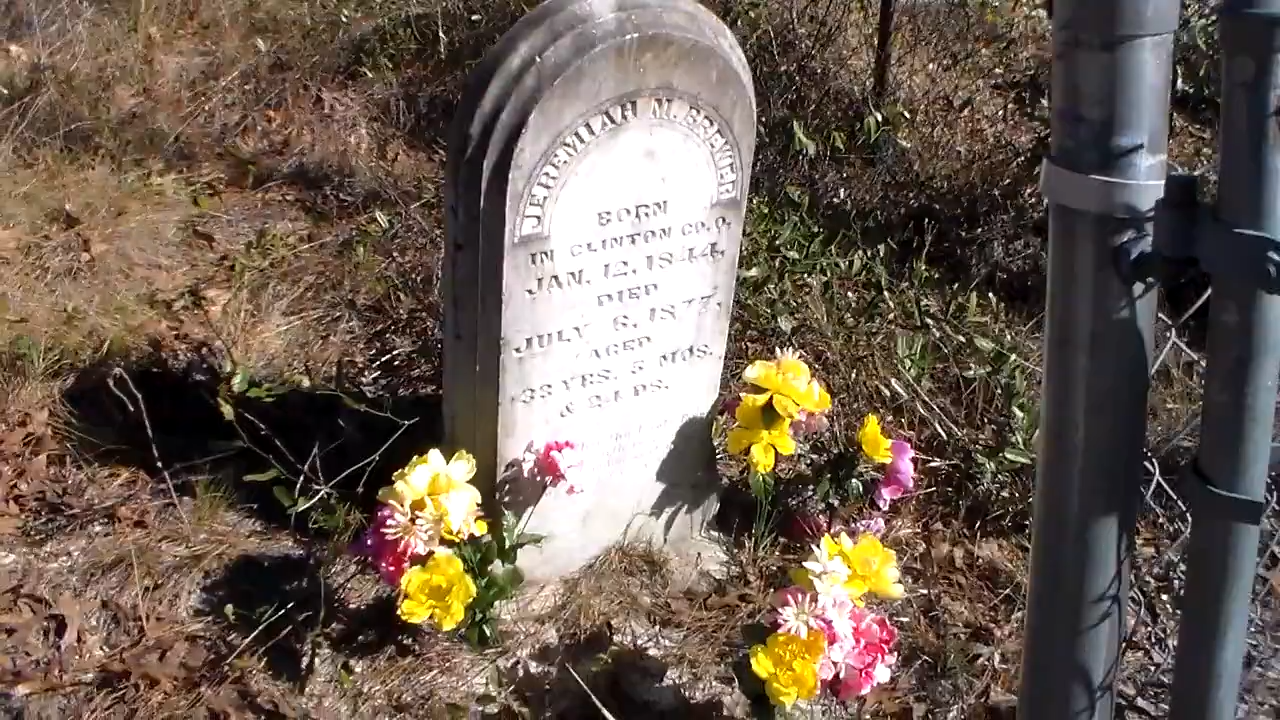 JEREMIAH M. BREWER
BORN
IN CLINTON CO. O.
JAN. 12, 1844,
DIED
JULY 6, 1877,
AGED
33 YRS. 5 MOS.
& 24 DS.